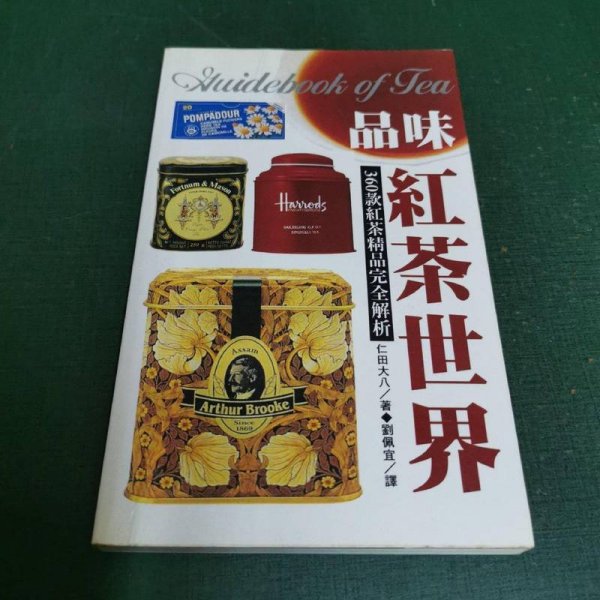 Guidebook of Tea
品味
紅茶世界
360款紅茶精品完全解析
仁田大八／著◆劉佩宜／譯
20
POMPADOUR
Fortnum & Mason
Harrods
Assam
Arthur Brooke
Since
1869